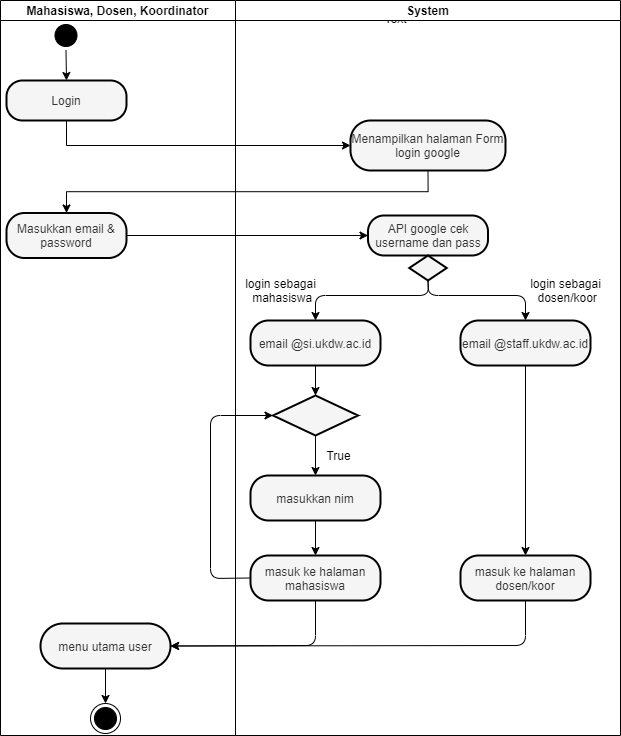 Mahasiswa, Dosen, Koordinator
System
Login
Menampilkan halaman Form
login google
Masukkan email &
password
API google cek
username dan pass
login sebagai
mahasiswa
login sebagai
dosen/koor
email @si.ukdw.ac.id
email @staff.ukdw.ac.id
True
masukkan nim
masuk ke halaman
mahasiswa
masuk ke halaman
dosen/koor
menu utama user